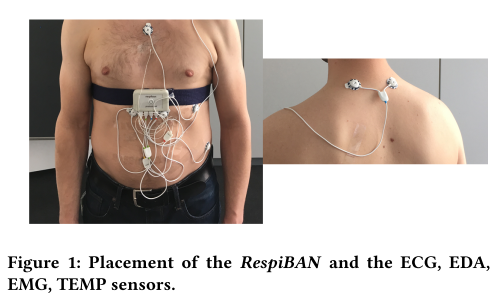 Figure 1: Placement of the RespiBAN and the ECG, EDA,
EMG, TEMP sensors.